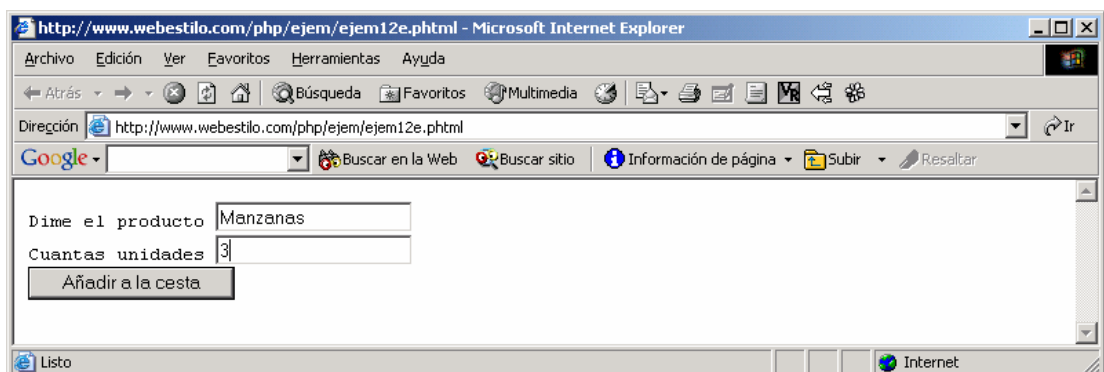 http://www.webestilo.com/php/ejem/ejem12e.phtml - Microsoft Internet Explorer
Archivo Edición Ver Favoritos Herramientas Ayuda
Atrás Búsqueda Favoritos Multimedia
Dirección http://www.webestilo.com/php/ejem/ejem12e.phtml Ir
Google Buscar en la Web Buscar sitio Información de página Subir Resaltar
Dime el producto Manzanas
Cuantas unidades 3
Añadir a la cesta
Listo Internet